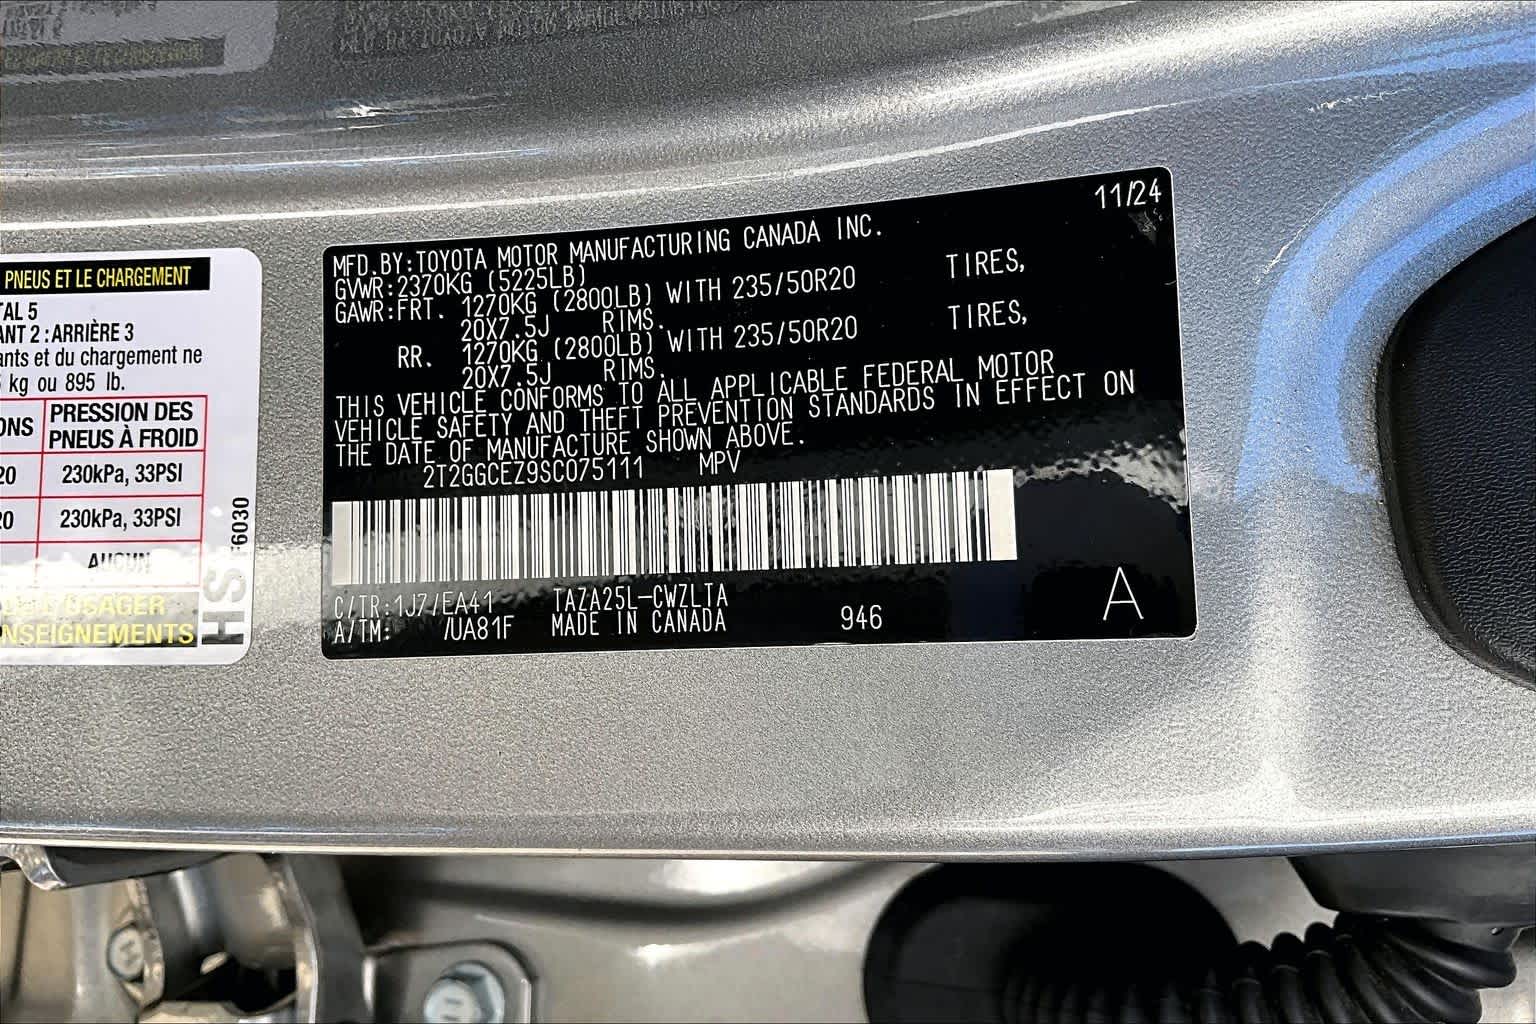 PNEUS ET LE CHARGEMENT
TAL 5
ANT 2 : ARRIÈRE 3
ants et du chargement ne
kg ou 895 lb.
ONS PRESSION DES
PNEUS À FROID
20 230kPa, 33PSI
20 230kPa, 33PSI
AUCUN
USAGER
NSEIGNEMENTS
HS F6030
11/24
MFD.BY:TOYOTA MOTOR MANUFACTURING CANADA INC.
GVWR:2370KG (5225LB)
GAWR:FRT. 1270KG (2800LB) WITH 235/50R20 TIRES,
20X7.5J RIMS.
RR. 1270KG (2800LB) WITH 235/50R20 TIRES,
20X7.5J RIMS.
THIS VEHICLE CONFORMS TO ALL APPLICABLE FEDERAL MOTOR
VEHICLE SAFETY AND THEFT PREVENTION STANDARDS IN EFFECT ON
THE DATE OF MANUFACTURE SHOWN ABOVE.
2T2GGCEZ9SC075111 MPV
C/TR:1J7/EA41 TAZA25L-CWZLTA
A/TM: /UA81F MADE IN CANADA 946 A